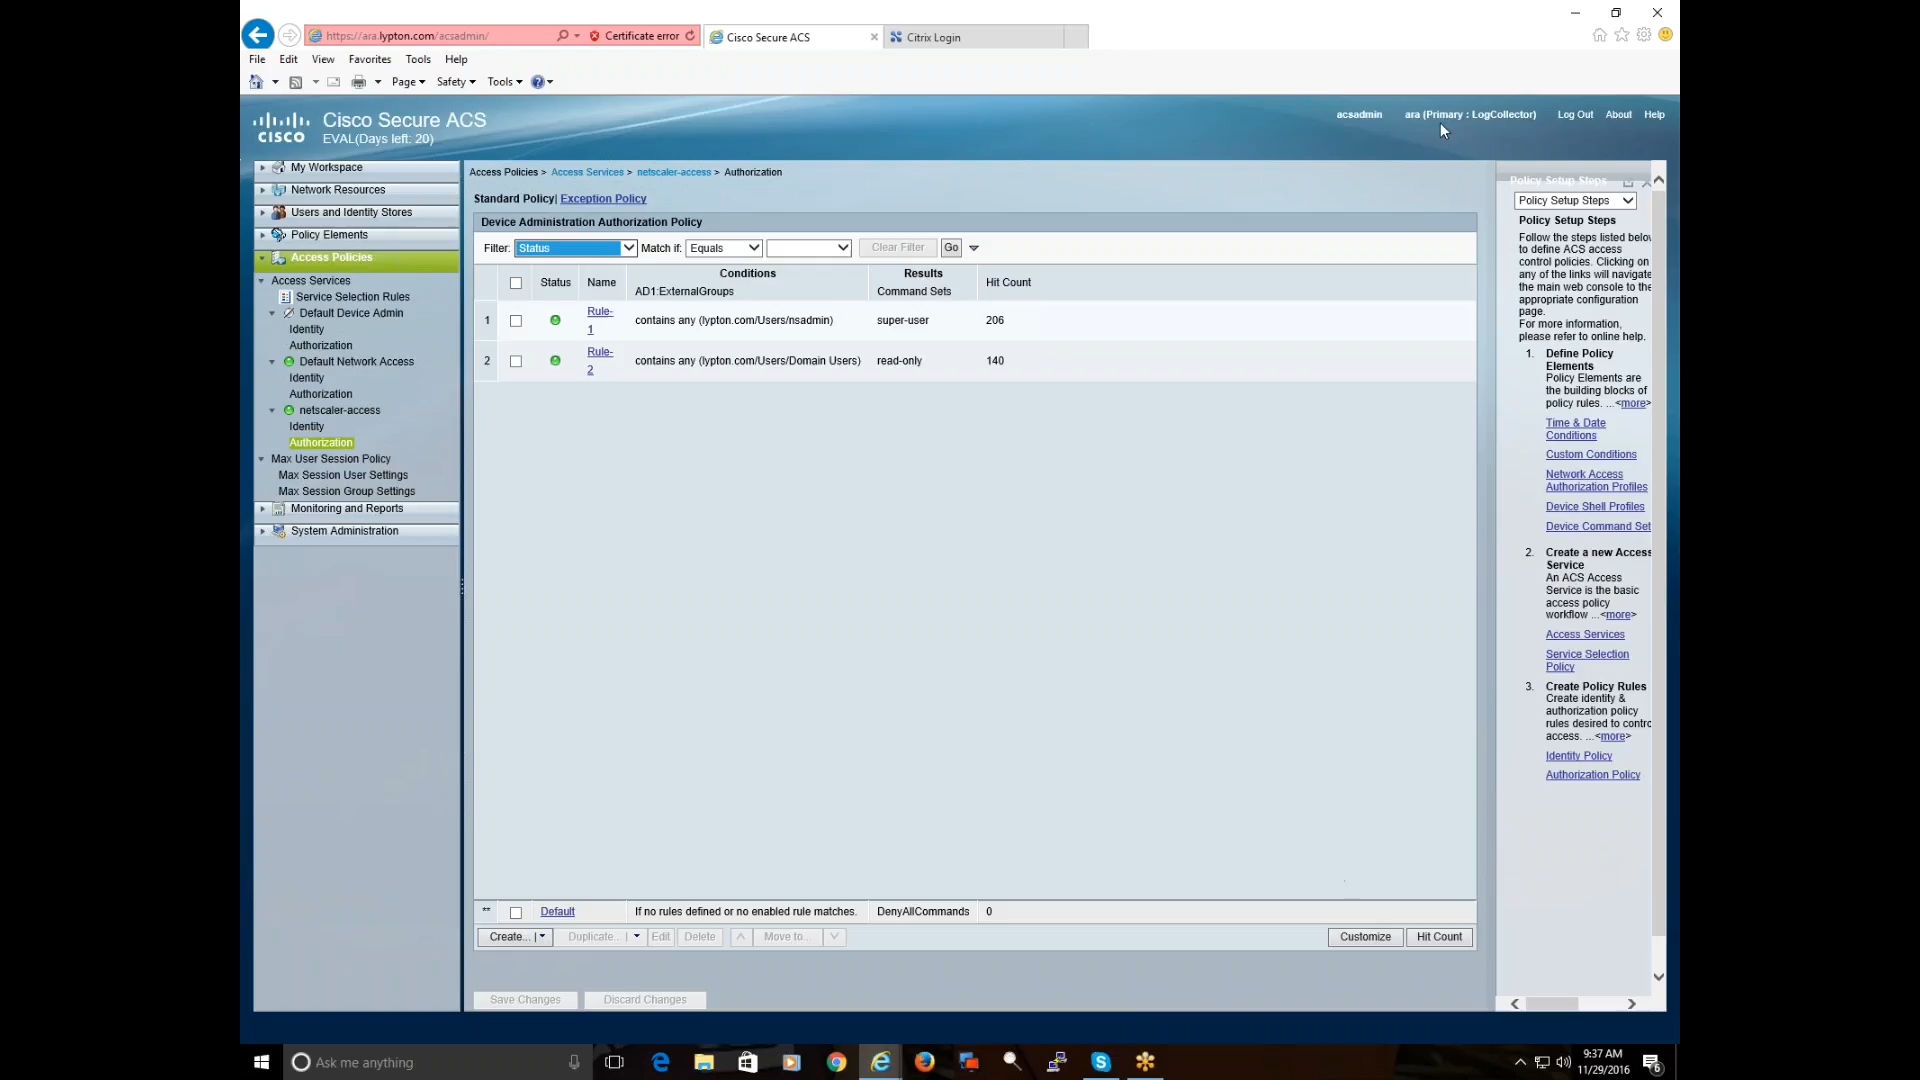 https://ara.lypton.com/acsadmin/
Certificate error
Cisco Secure ACS
Citrix Login
File Edit View Favorites Tools Help
Page Safety Tools
CISCO
Cisco Secure ACS
EVAL(Days left: 20)
acsadmin ara (Primary : LogCollector) Log Out About Help
My Workspace
Network Resources
Users and Identity Stores
Policy Elements
Access Policies
Access Services
Service Selection Rules
Default Device Admin
Identity
Authorization
Default Network Access
Identity
Authorization
netscaler-access
Identity
Authorization
Max User Session Policy
Max Session User Settings
Max Session Group Settings
Monitoring and Reports
System Administration
Access Policies > Access Services > netscaler-access > Authorization
Standard Policy| Exception Policy
Device Administration Authorization Policy
Filter: Status Match if: Equals Clear Filter Go
Status Name Conditions Results Hit Count
AD1:ExternalGroups Command Sets
1 Rule-1 contains any (lypton.com/Users/nsadmin) super-user 206
2 Rule-2 contains any (lypton.com/Users/Domain Users) read-only 140
** Default If no rules defined or no enabled rule matches. DenyAllCommands 0
Create... | Duplicate... | Edit Delete Move to... Customize Hit Count
Save Changes Discard Changes
Policy Setup Steps
Policy Setup Steps
Policy Setup Steps
Follow the steps listed below
to define ACS access
control policies. Clicking on
any of the links will navigate
the main web console to the
appropriate configuration
page.
For more information,
please refer to online help.
1. Define Policy
Elements
Policy Elements are
the building blocks of
policy rules. ...<more>
Time & Date
Conditions
Custom Conditions
Network Access
Authorization Profiles
Device Shell Profiles
Device Command Set
2. Create a new Access
Service
An ACS Access
Service is the basic
access policy
workflow ...<more>
Access Services
Service Selection
Policy
3. Create Policy Rules
Create identity &
authorization policy
rules desired to contro
access. ...<more>
Identity Policy
Authorization Policy
Ask me anything
9:37 AM
11/29/2016
6